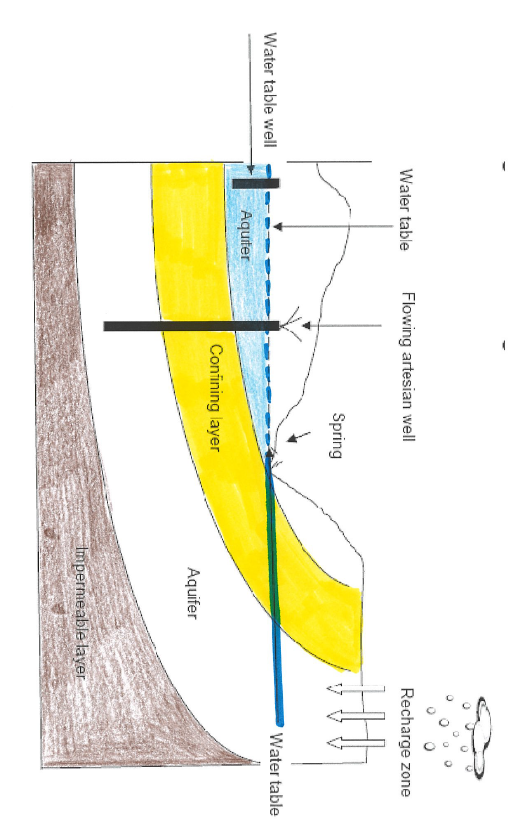 Water table well
Water table
Flowing artesian well
Spring
Recharge zone
Aquifer
Confining layer
Aquifer
Impermeable layer
Water table